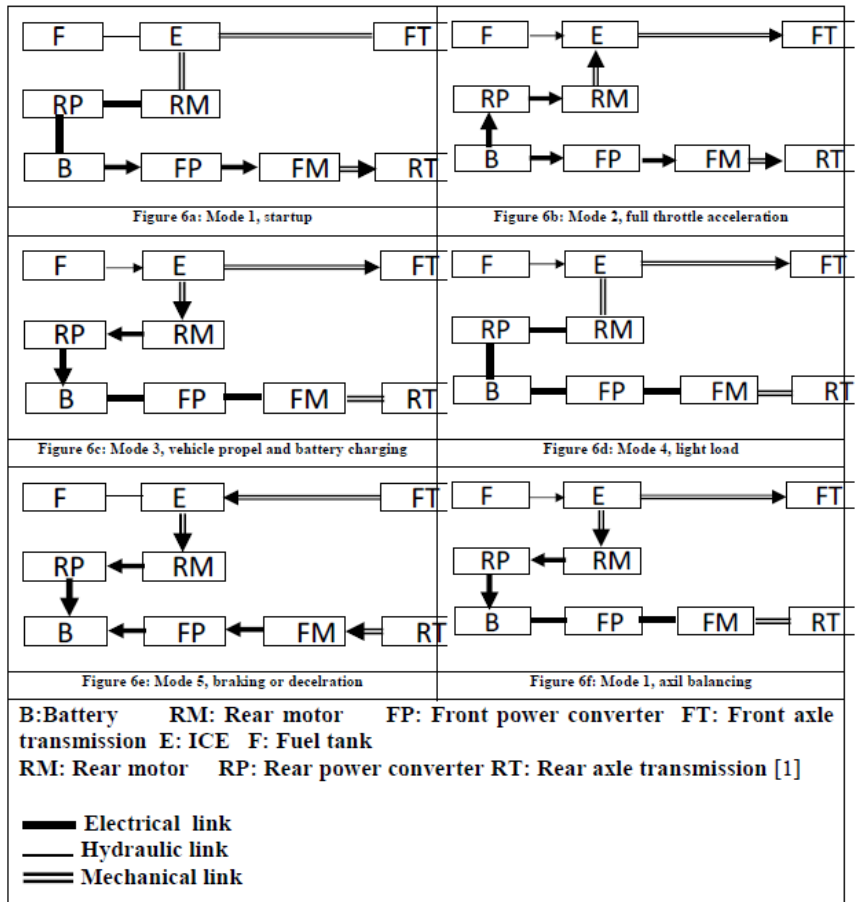 F E FT
RP RM
B FP FM RT
Figure 6a: Mode 1, startup
F E FT
RP RM
B FP FM RT
Figure 6b: Mode 2, full throttle acceleration
F E FT
RP RM
B FP FM RT
Figure 6c: Mode 3, vehicle propel and battery charging
F E FT
RP RM
B FP FM RT
Figure 6d: Mode 4, light load
F E FT
RP RM
B FP FM RT
Figure 6e: Mode 5, braking or decelration
F E FT
RP RM
B FP FM RT
Figure 6f: Mode 1, axil balancing
B:Battery RM: Rear motor FP: Front power converter FT: Front axle
transmission E: ICE F: Fuel tank
RM: Rear motor RP: Rear power converter RT: Rear axle transmission [1]
Electrical link
Hydraulic link
Mechanical link